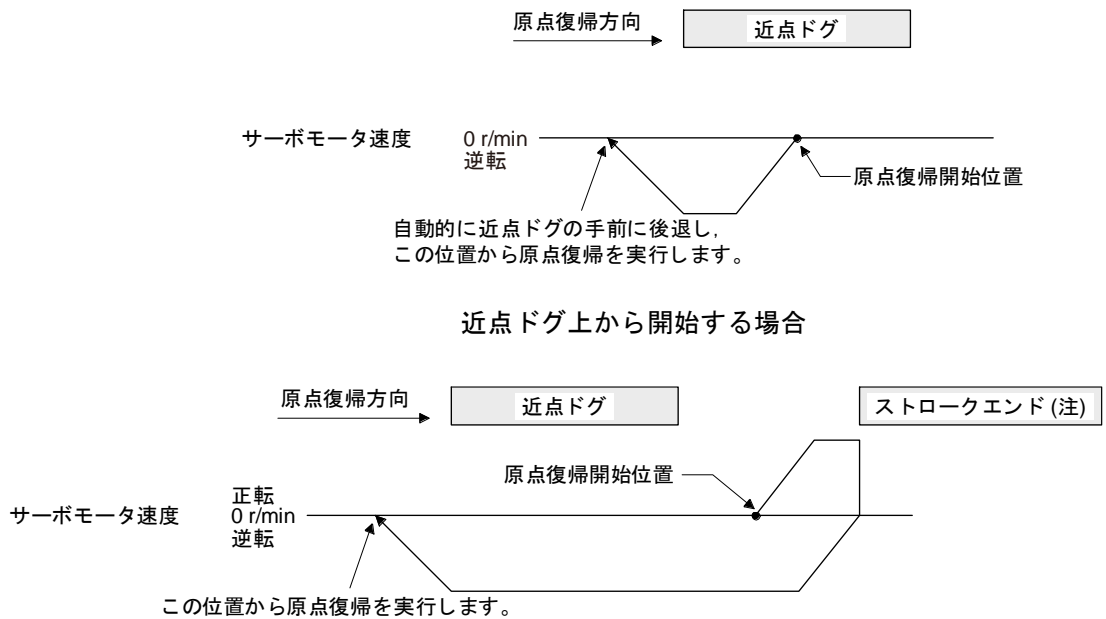 原点復帰方向
近点ドグ
サーボモータ速度
0 r/min
逆転
原点復帰開始位置
自動的に近点ドグの手前に後退し,
この位置から原点復帰を実行します。
近点ドグ上から開始する場合
原点復帰方向
近点ドグ
ストロークエンド (注)
原点復帰開始位置
サーボモータ速度
正転
0 r/min
逆転
この位置から原点復帰を実行します。